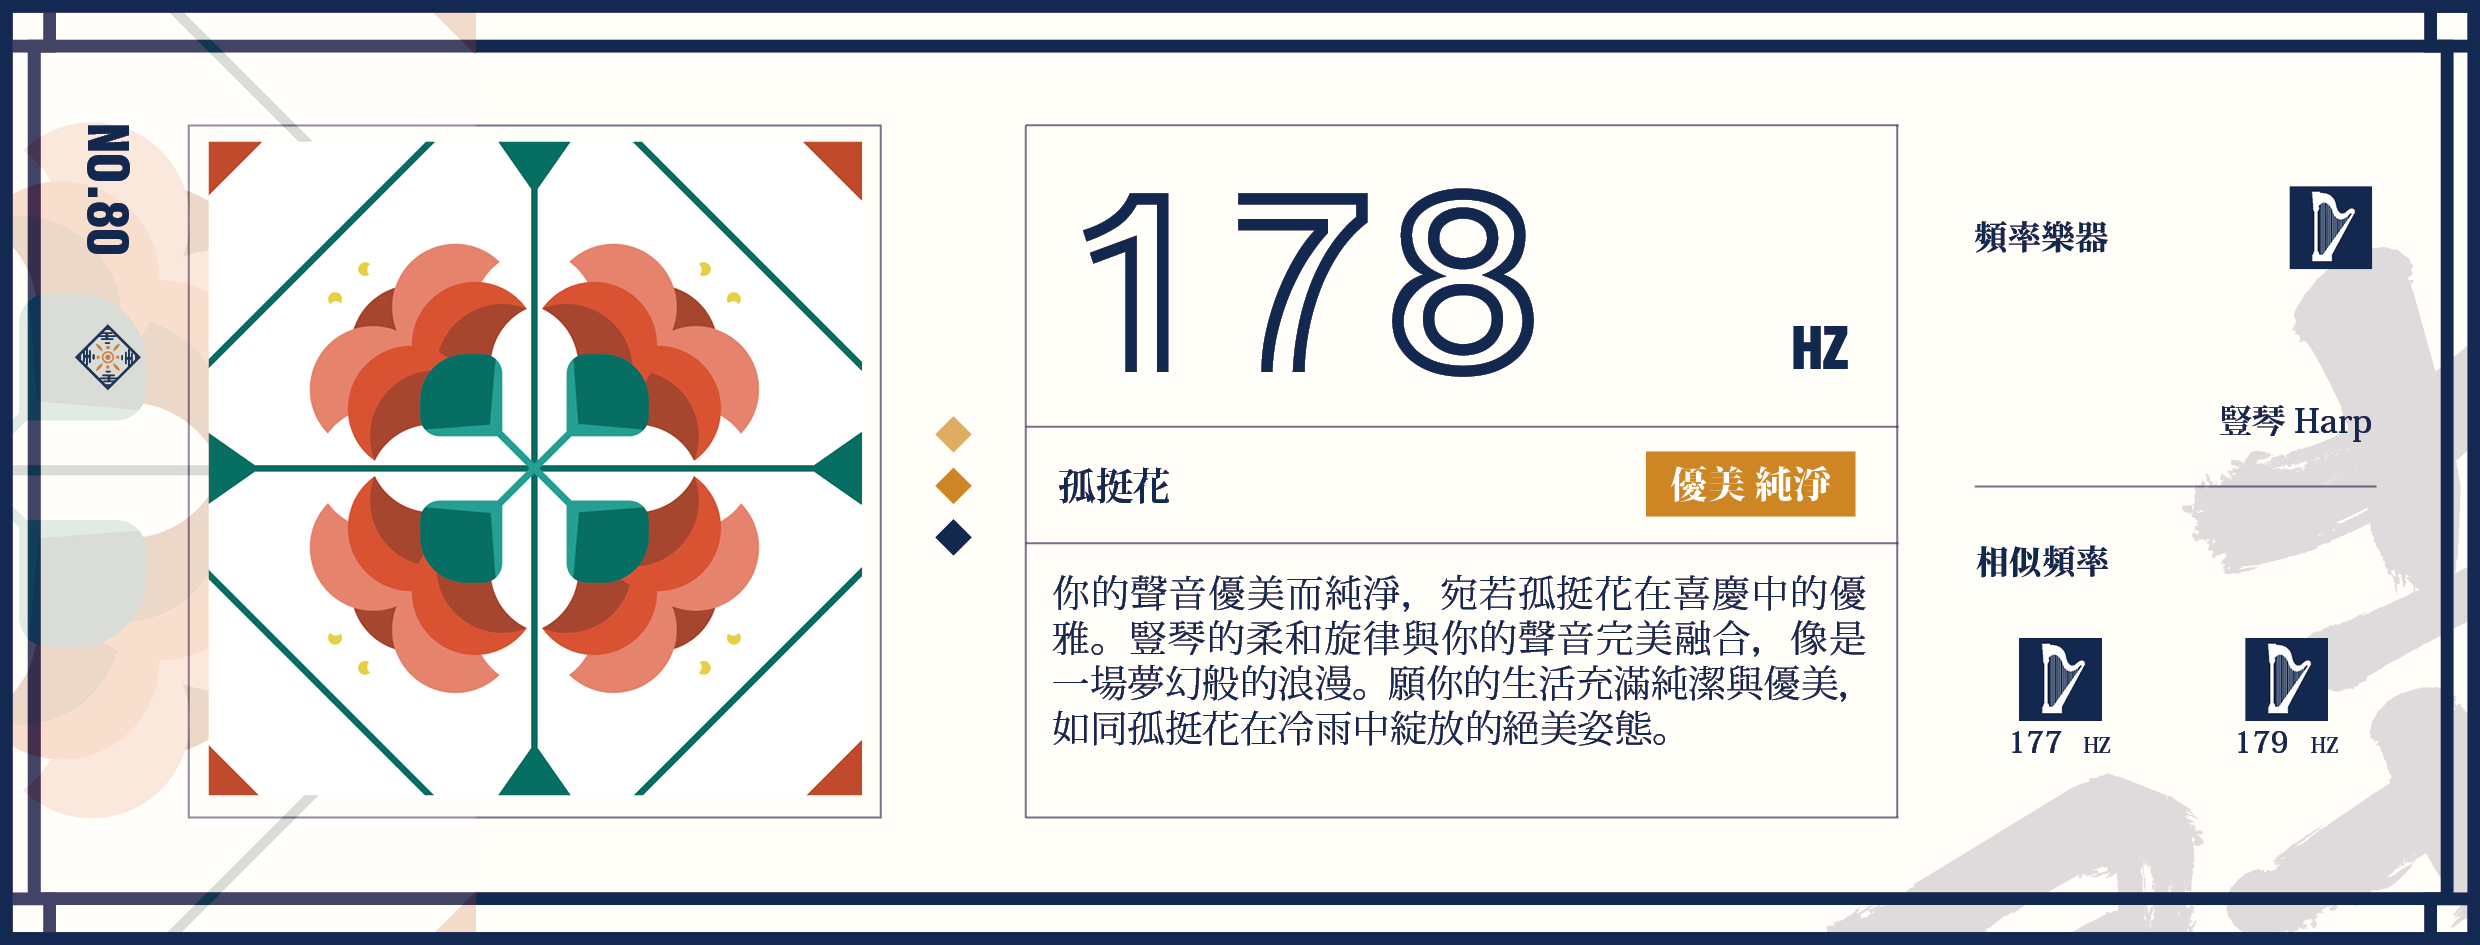 NO.80
178
HZ
孤挺花
優美 純淨
你的聲音優美而純淨，宛若孤挺花在喜慶中的優
雅。豎琴的柔和旋律與你的聲音完美融合，像是
一場夢幻般的浪漫。願你的生活充滿純潔與優美，
如同孤挺花在冷雨中綻放的絕美姿態。
頻率樂器
豎琴 Harp
相似頻率
177 HZ
179 HZ